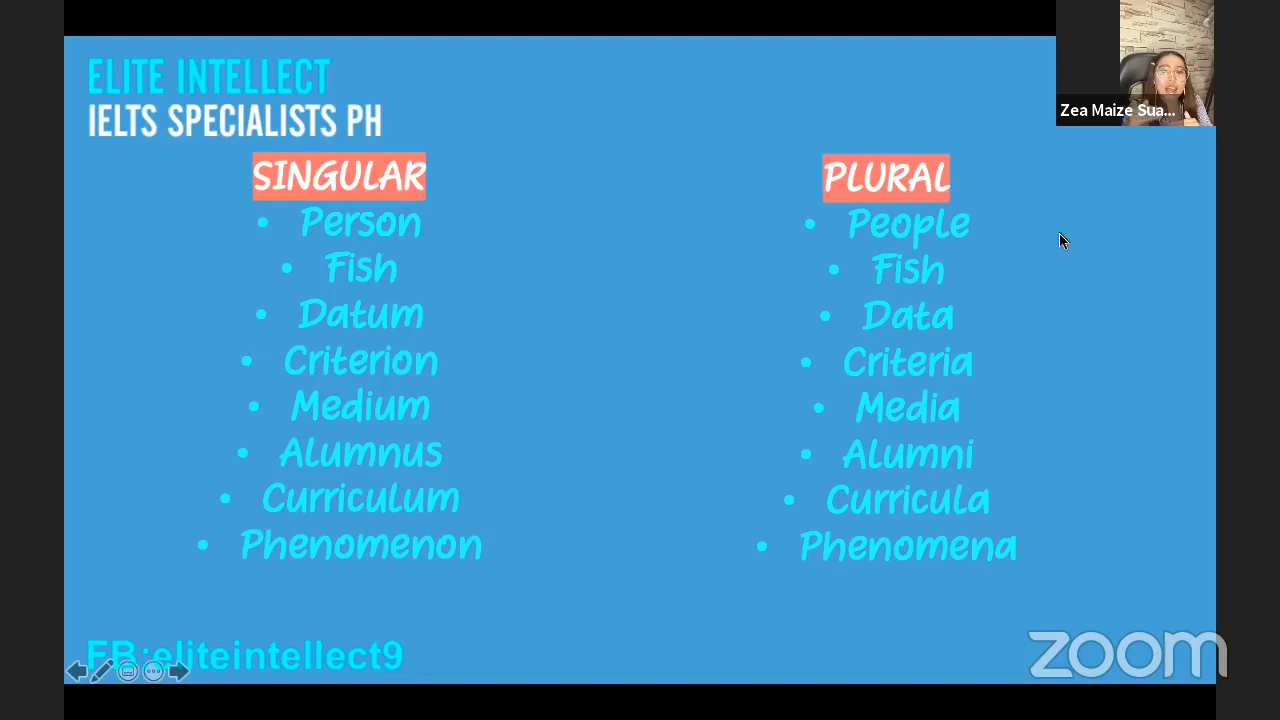 ELITE INTELLECT
IELTS SPECIALISTS PH
Zea Maize Sua...
SINGULAR
• Person
• Fish
• Datum
• Criterion
• Medium
• Alumnus
• Curriculum
• Phenomenon
PLURAL
• People
• Fish
• Data
• Criteria
• Media
• Alumni
• Curricula
• Phenomena
FB:eliteintellect9
zoom